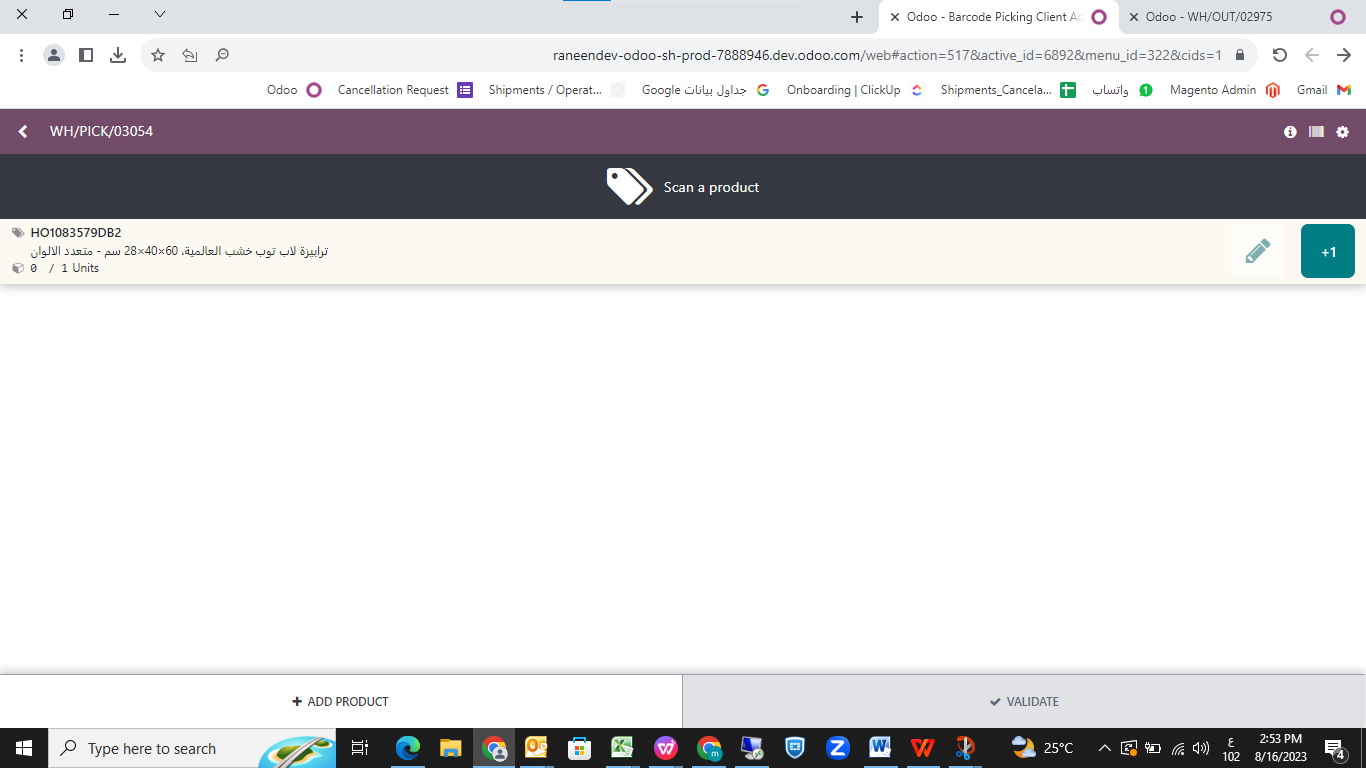 Odoo - Barcode Picking Client Ac
Odoo - WH/OUT/02975
raneendev-odoo-sh-prod-7888946.dev.odoo.com/web#action=517&active_id=6892&menu_id=322&cids=1
Odoo
Cancellation Request
Shipments / Operat...
جداول بيانات Google
Onboarding | ClickUp
Shipments_Cancela...
واتساب
1
Magento Admin
Gmail
WH/PICK/03054
Scan a product
HO1083579DB2
ترابيزة لاب توب خشب العالمية، 60×40×28 سم - متعدد الالوان
0 / 1 Units
+1
ADD PRODUCT
VALIDATE
Type here to search
25°C
ع
102
2:53 PM
8/16/2023
4